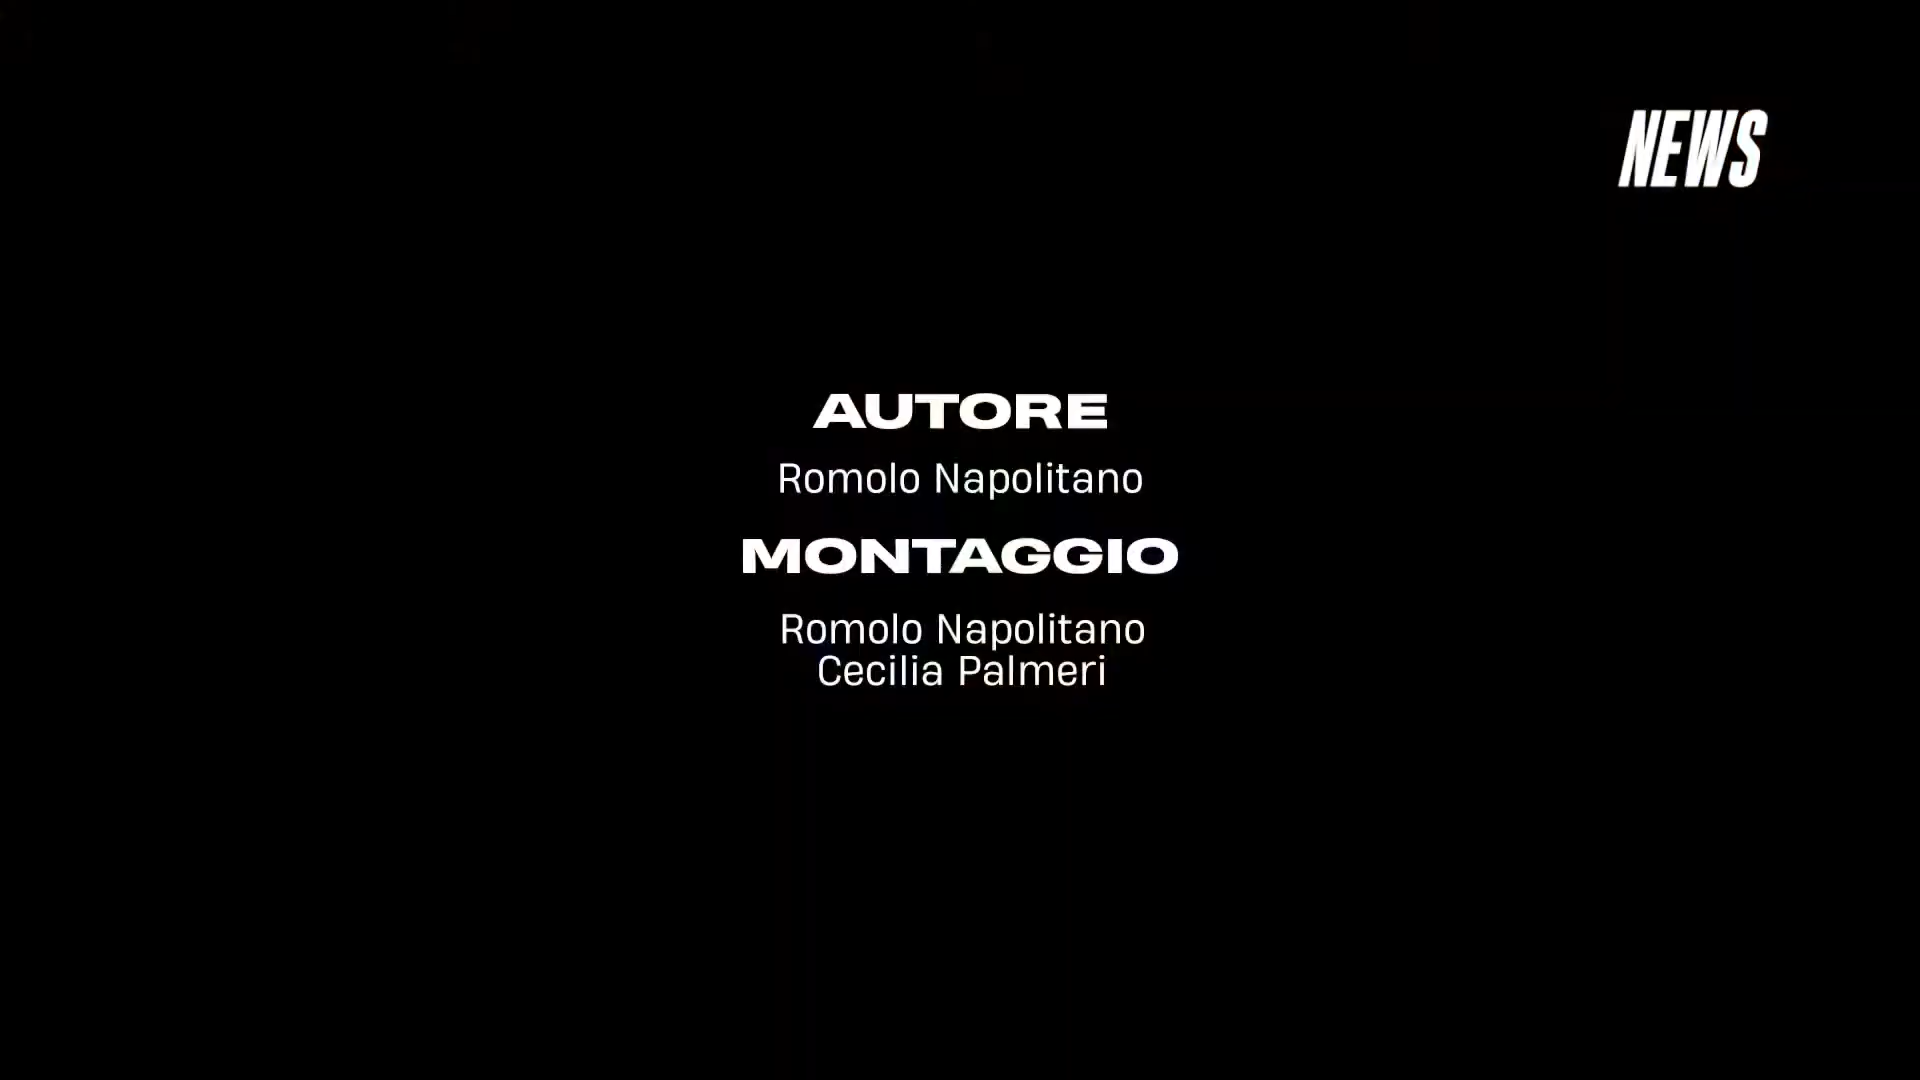 NEWS
AUTORE
Romolo Napolitano
MONTAGGIO
Romolo Napolitano
Cecilia Palmeri